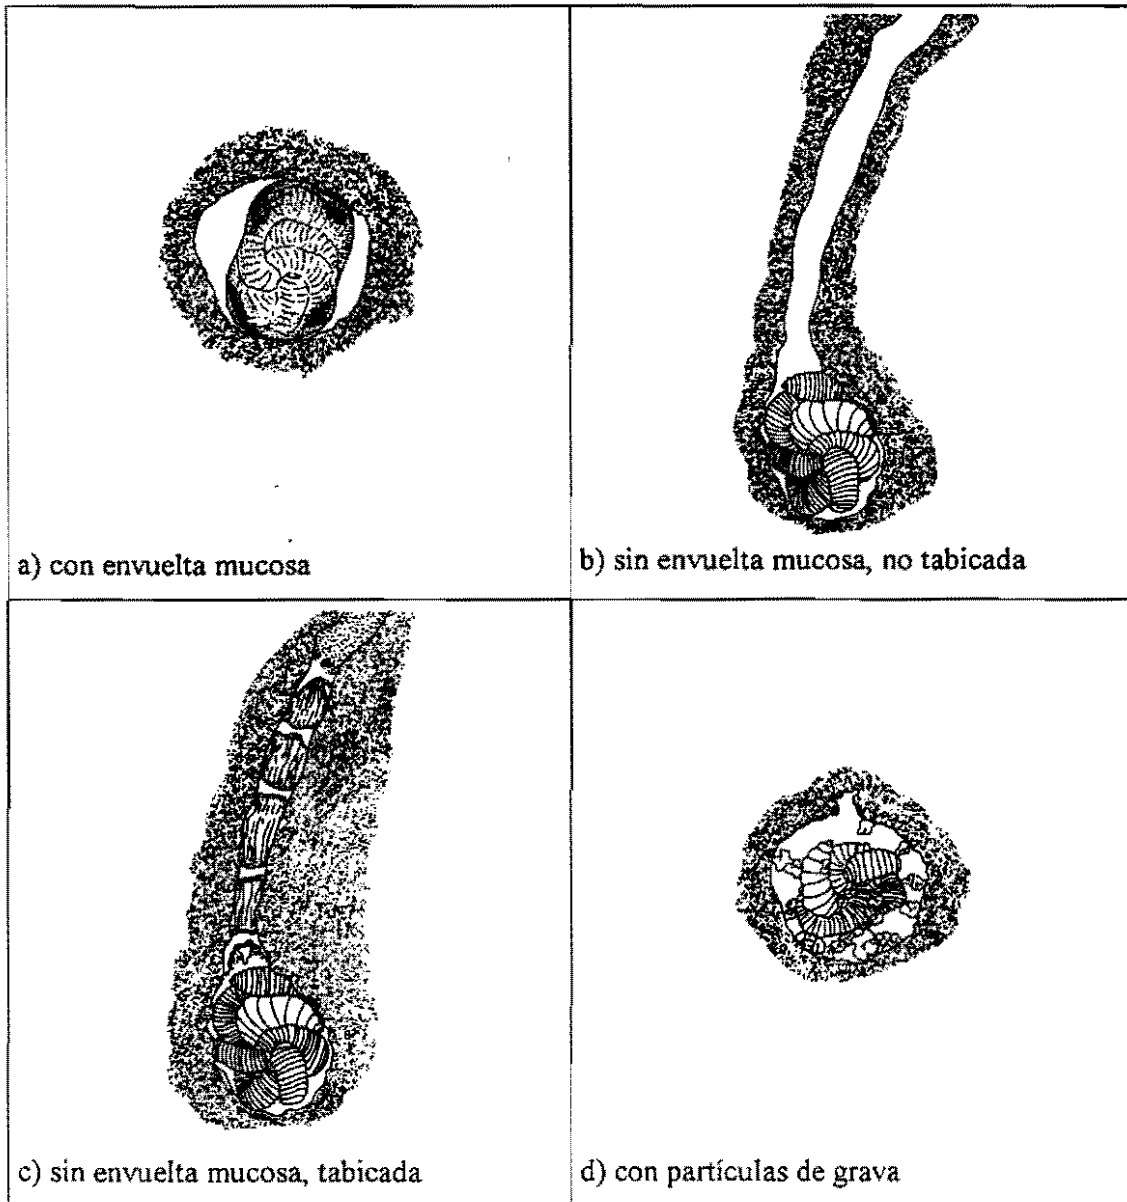 a) con envuelta mucosa
b) sin envuelta mucosa, no tabicada
c) sin envuelta mucosa, tabicada
d) con partículas de grava